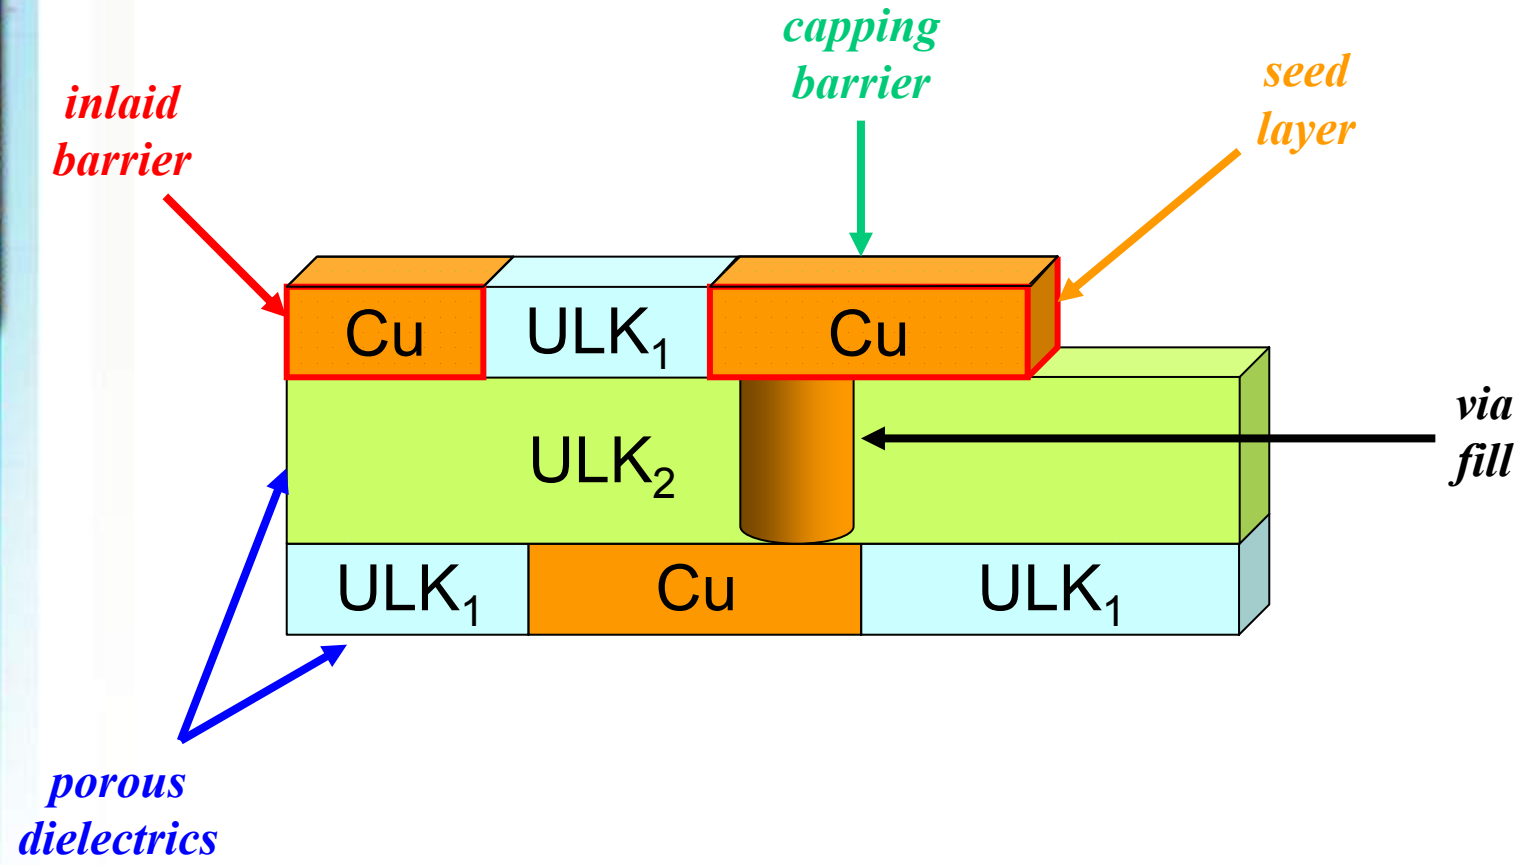 capping
barrier
seed
layer
inlaid
barrier
Cu
ULK1
Cu
via
fill
ULK2
ULK1
Cu
ULK1
porous
dielectrics